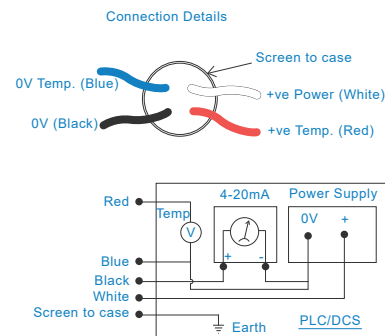 Connection Details
Screen to case
0V Temp. (Blue)
+ve Power (White)
0V (Black)
+ve Temp. (Red)
4-20mA
Power Supply
Red
Temp
0V
+
V
Blue
+
-
Black
White
Screen to case
PLC/DCS
Earth